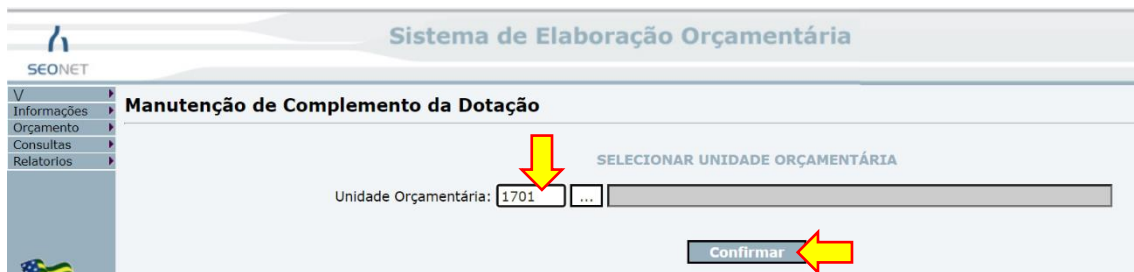 Sistema de Elaboração Orçamentária
SEONET
V
Informações
Orçamento
Consultas
Relatorios
Manutenção de Complemento da Dotação
SELECIONAR UNIDADE ORÇAMENTÁRIA
Unidade Orçamentária: 1701 ...
Confirmar